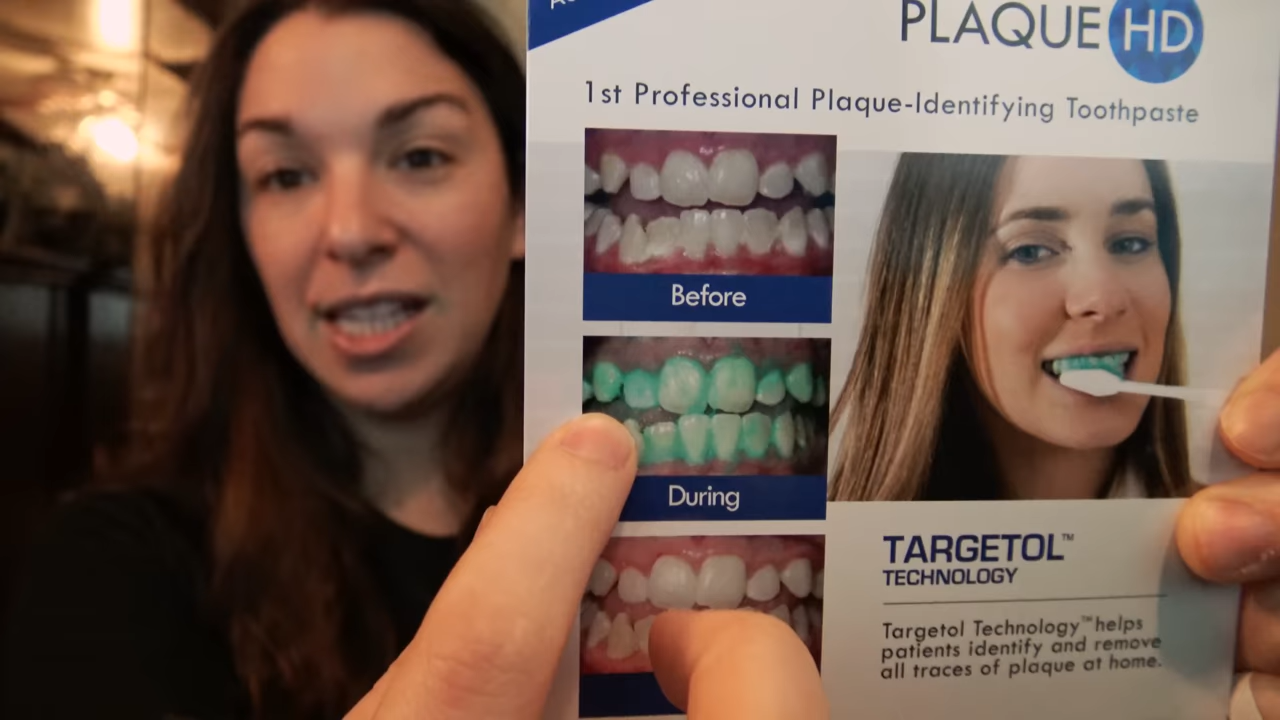 PLAQUE HD
1st Professional Plaque-Identifying Toothpaste
Before
During
TARGETOL™
TECHNOLOGY
Targetol Technology™ helps
patients identify and remove
all traces of plaque at home.